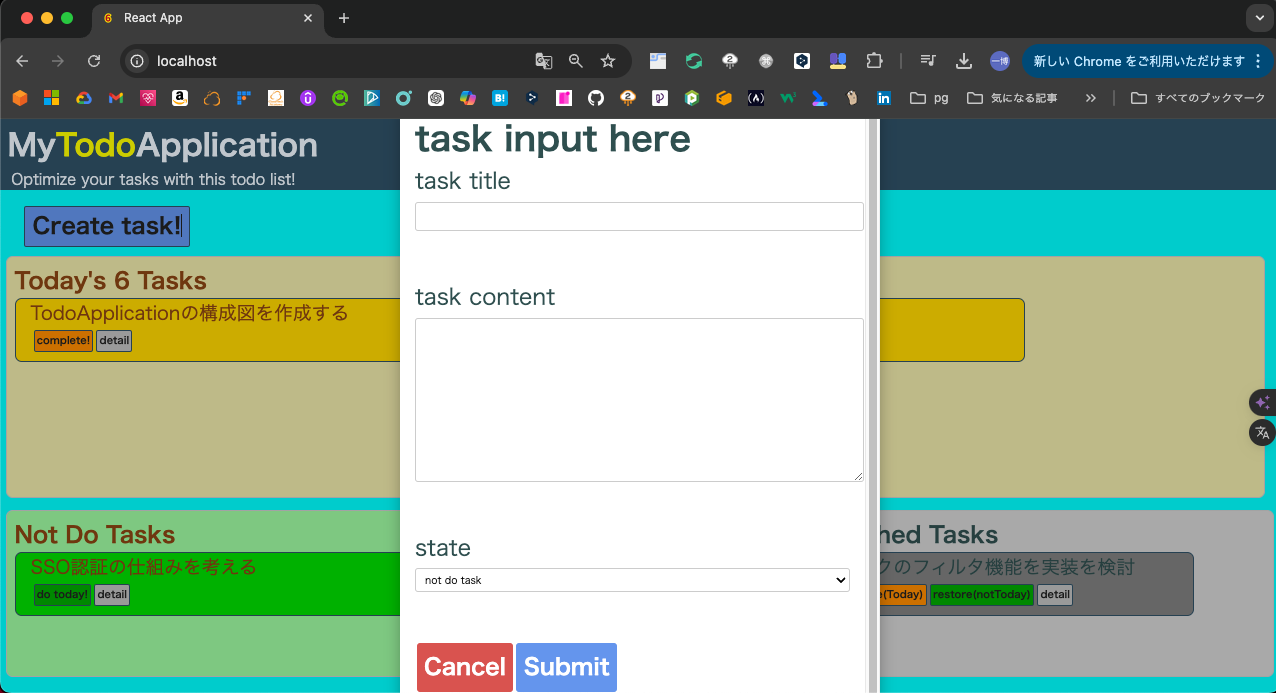 React App
localhost
新しい Chrome をご利用いただけます
pg
気になる記事
すべてのブックマーク
MyTodoApplication
Optimize your tasks with this todo list!
Create task!
Today's 6 Tasks
TodoApplicationの構成図を作成する
complete! detail
Not Do Tasks
SSO認証の仕組みを考える
do today! detail
task input here
task title
task content
state
not do task
Cancel Submit
hed Tasks
クのフィルタ機能を実装を検討
e(Today) restore(notToday) detail